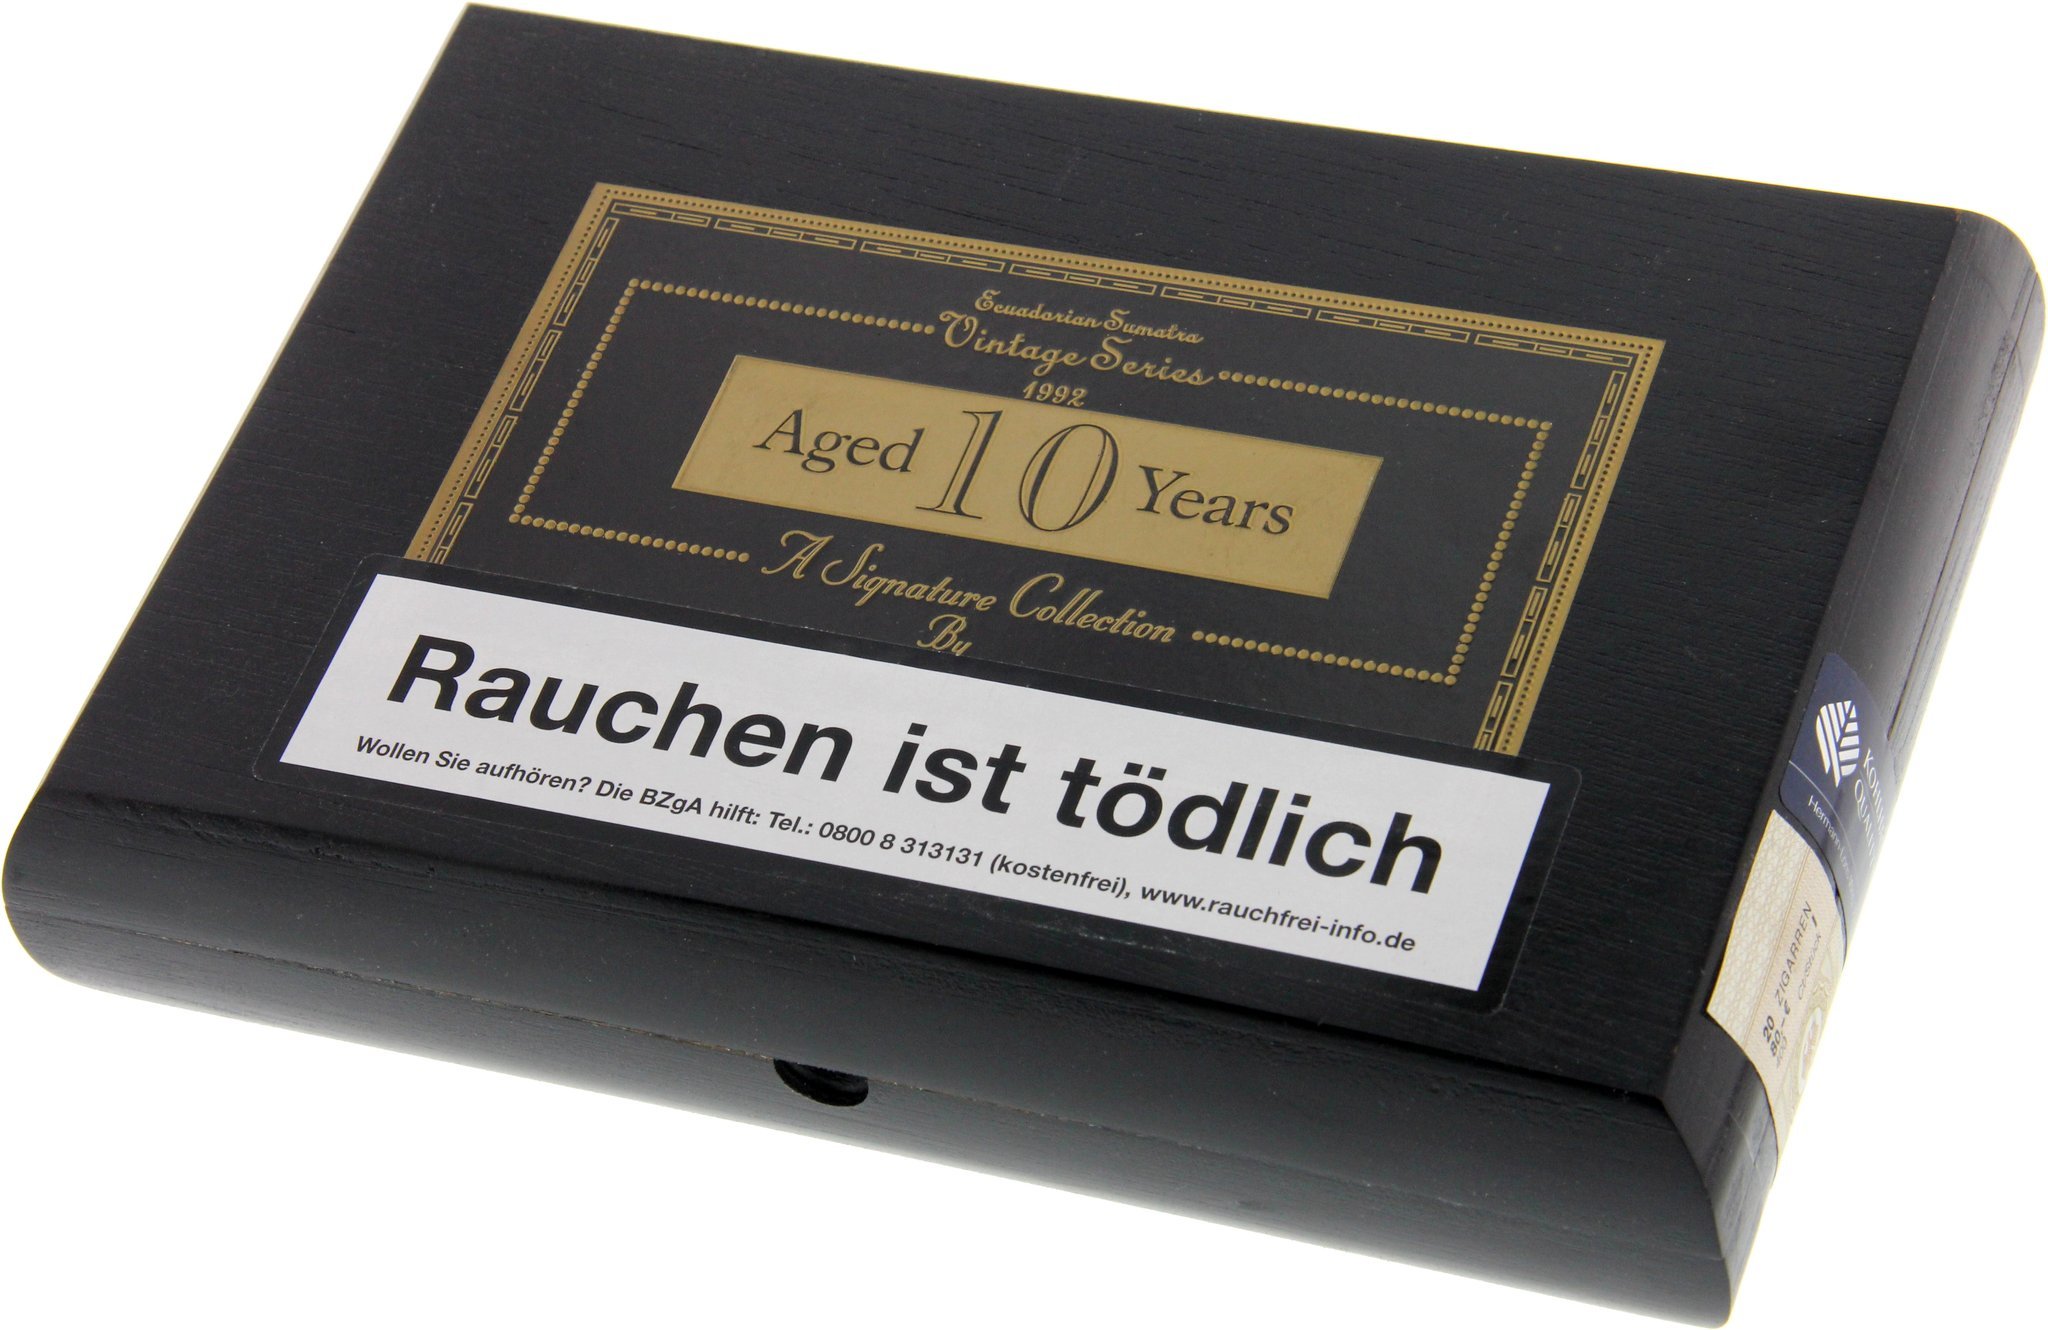 Ecuadorian Sumatra
Vintage Series
1992
Aged 10 Years
A Signature Collection
By
Rauchen ist tödlich
Wollen Sie aufhören? Die BZgA hilft: Tel.: 0800 8 313131 (kostenfrei), www.rauchfrei-info.de
20 ZIGARREN
80,- €